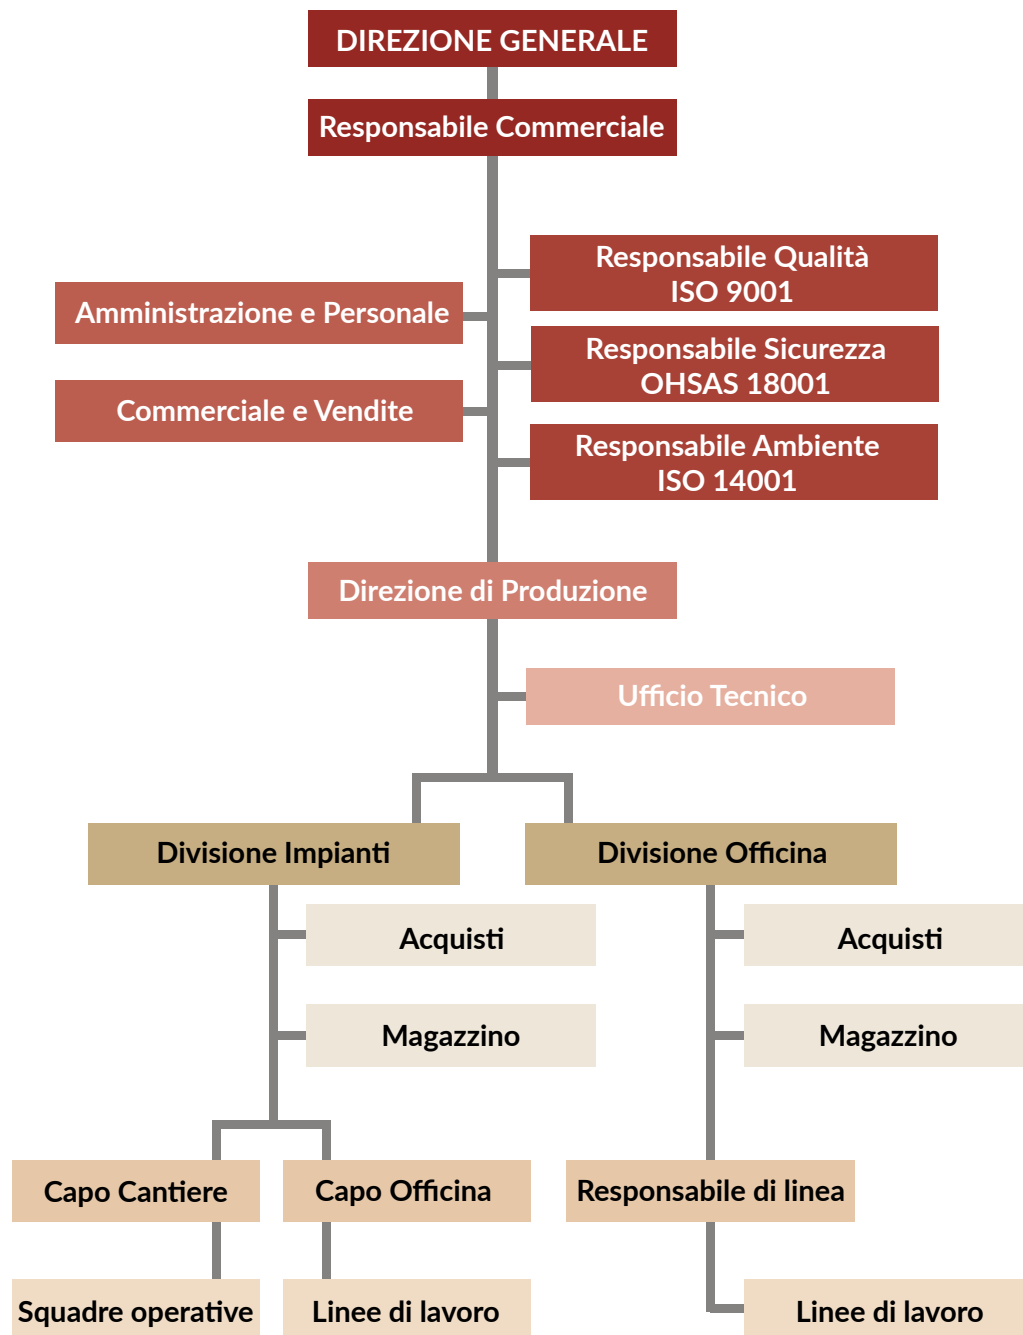 DIREZIONE GENERALE
Responsabile Commerciale
Responsabile Qualità
ISO 9001
Amministrazione e Personale
Responsabile Sicurezza
OHSAS 18001
Commerciale e Vendite
Responsabile Ambiente
ISO 14001
Direzione di Produzione
Ufficio Tecnico
Divisione Impianti
Divisione Officina
Acquisti
Acquisti
Magazzino
Magazzino
Capo Cantiere
Capo Officina
Responsabile di linea
Squadre operative
Linee di lavoro
Linee di lavoro